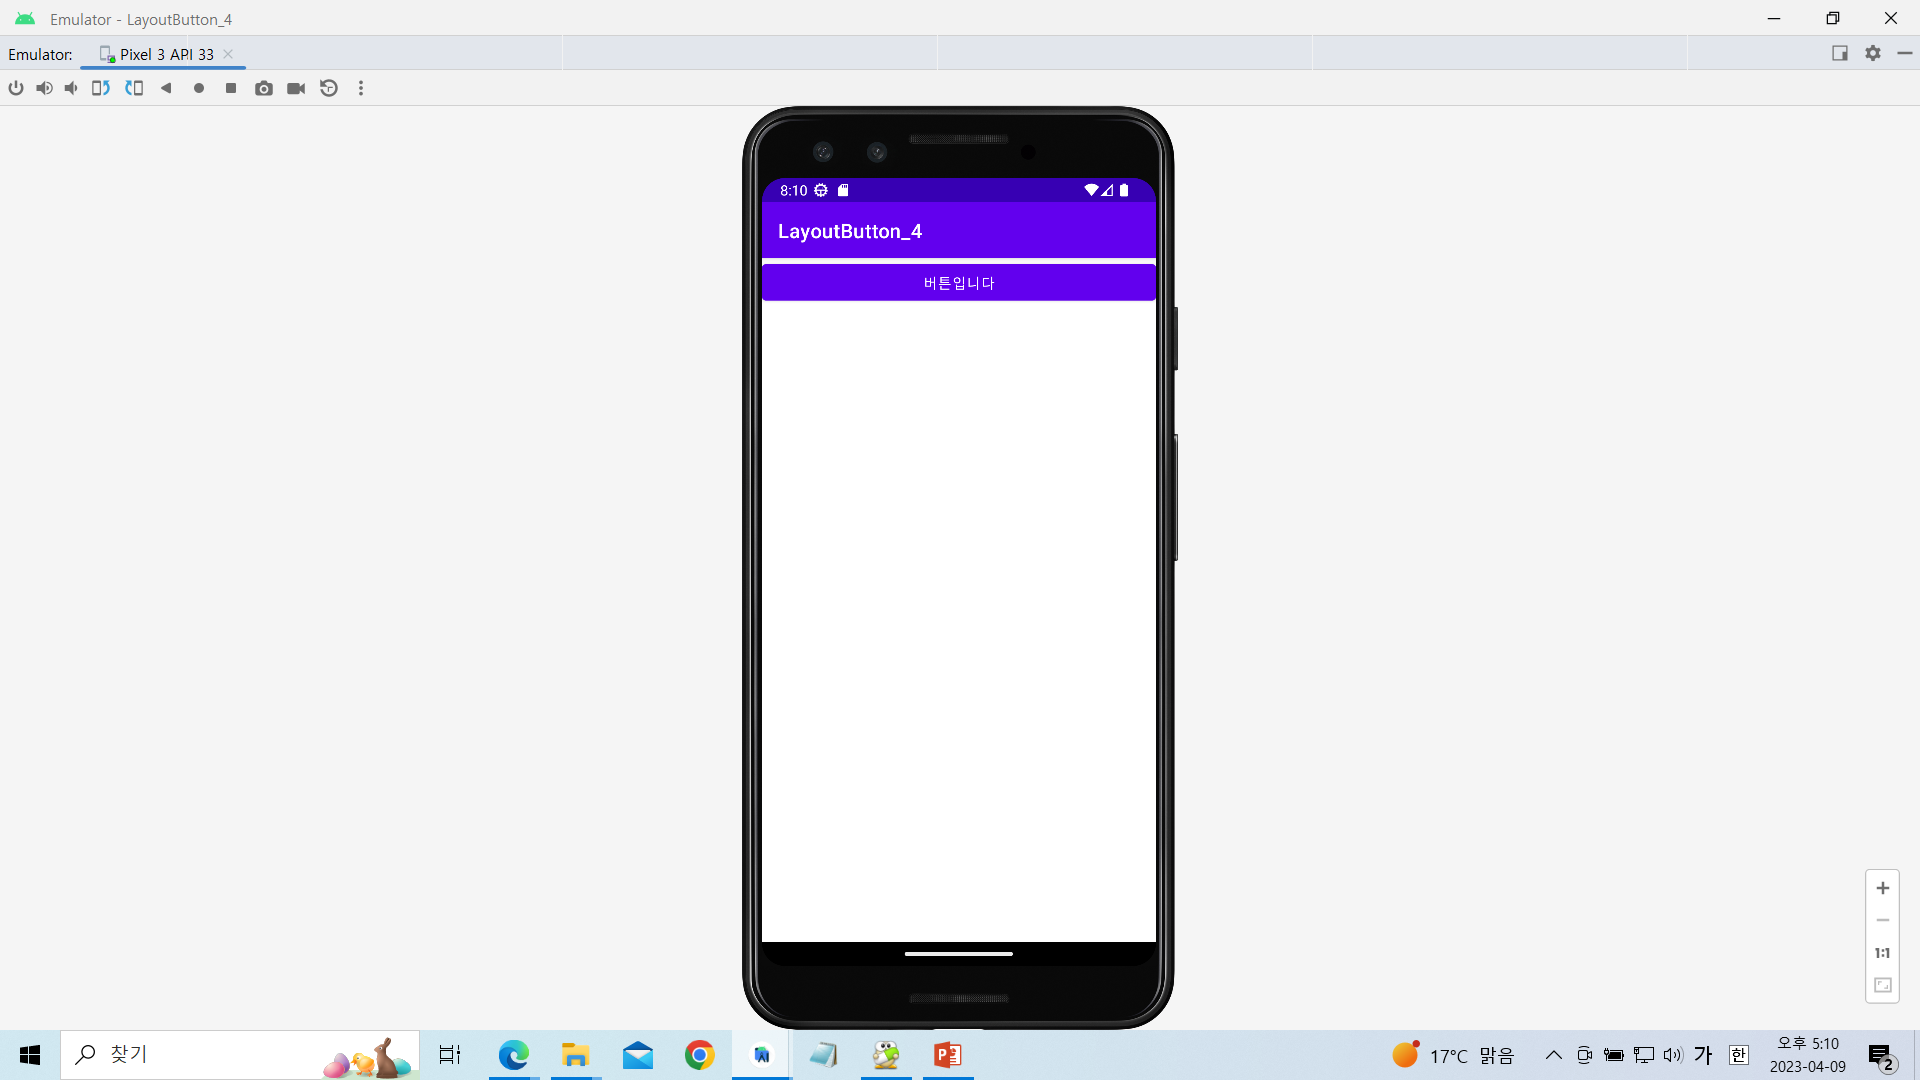 Emulator - LayoutButton_4
Emulator: Pixel 3 API 33
8:10
LayoutButton_4
버튼입니다
1:1
찾기
17°C 맑음
가
한
오후 5:10
2023-04-09
2